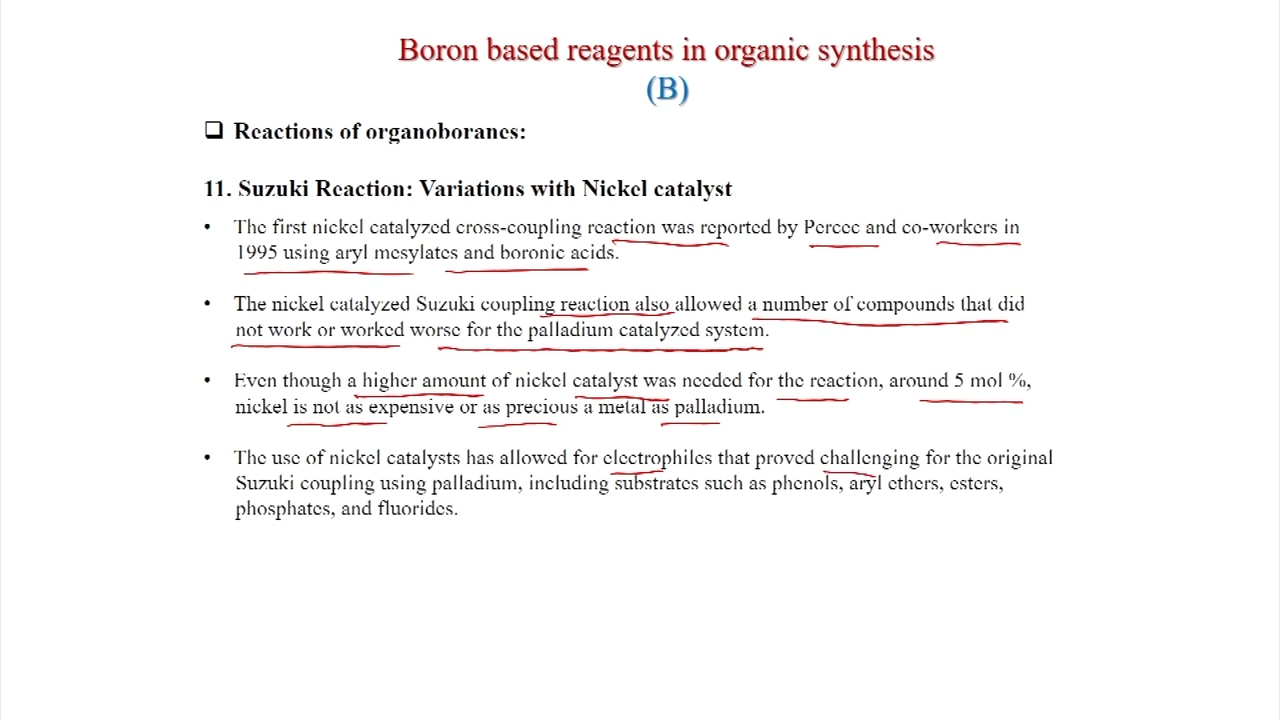 Boron based reagents in organic synthesis
(B)
❑ Reactions of organoboranes:
11. Suzuki Reaction: Variations with Nickel catalyst
• The first nickel catalyzed cross-coupling reaction was reported by Percec and co-workers in
1995 using aryl mesylates and boronic acids.
• The nickel catalyzed Suzuki coupling reaction also allowed a number of compounds that did
not work or worked worse for the palladium catalyzed system.
• Even though a higher amount of nickel catalyst was needed for the reaction, around 5 mol %,
nickel is not as expensive or as precious a metal as palladium.
• The use of nickel catalysts has allowed for electrophiles that proved challenging for the original
Suzuki coupling using palladium, including substrates such as phenols, aryl ethers, esters,
phosphates, and fluorides.